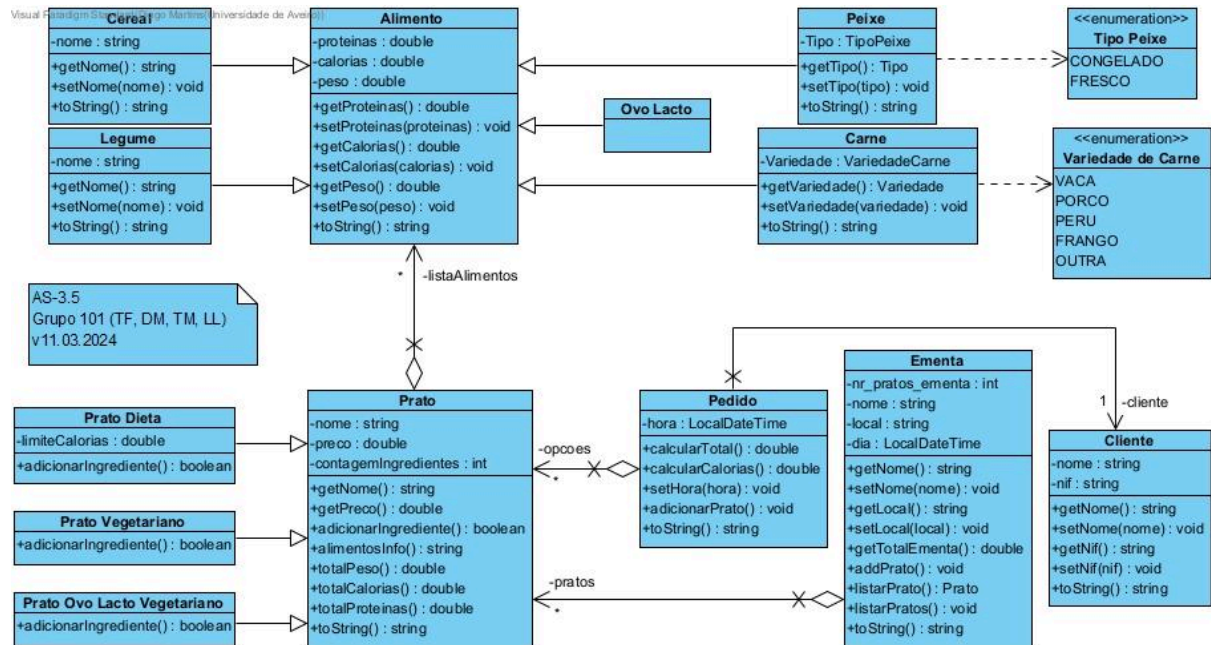 Visual Paradigm Standard(Diogo Martins(Universidade de Aveiro))
Cereal
-nome : string
+getNome() : string
+setNome(nome) : void
+toString() : string
Legume
-nome : string
+getNome() : string
+setNome(nome) : void
+toString() : string
Alimento
-proteinas : double
-calorias : double
-peso : double
+getProteinas() : double
+setProteinas(proteinas) : void
+getCalorias() : double
+setCalorias(calorias) : void
+getPeso() : double
+setPeso(peso) : void
+toString() : string
Ovo Lacto
Peixe
-Tipo : TipoPeixe
+getTipo() : Tipo
+setTipo(tipo) : void
+toString() : string
<<enumeration>>
Tipo Peixe
CONGELADO
FRESCO
Carne
-Variedade : VariedadeCarne
+getVariedade() : Variedade
+setVariedade(variedade) : void
+toString() : string
<<enumeration>>
Variedade de Carne
VACA
PORCO
PERU
FRANGO
OUTRA
* -listaAlimentos
AS-3.5
Grupo 101 (TF, DM, TM, LL)
v11.03.2024
Prato Dieta
-limiteCalorias : double
+adicionarIngrediente() : boolean
Prato Vegetariano
+adicionarIngrediente() : boolean
Prato Ovo Lacto Vegetariano
+adicionarIngrediente() : boolean
Prato
-nome : string
-preco : double
-contagemIngredientes : int
+getNome() : string
+getPreco() : double
+adicionarIngrediente() : boolean
+alimentosInfo() : string
+totalPeso() : double
+totalCalorias() : double
+totalProteinas() : double
+toString() : string
-opcoes
*
-pratos
*
Pedido
-hora : LocalDateTime
+calcularTotal() : double
+calcularCalorias() : double
+setHora(hora) : void
+adicionarPrato() : void
+toString() : string
Ementa
-nr_pratos_ementa : int
-nome : string
-local : string
-dia : LocalDateTime
+getNome() : string
+setNome(nome) : void
+getLocal() : string
+setLocal(local) : void
+getTotalEmenta() : double
+addPrato() : void
+listarPrato() : Prato
+listarPratos() : void
+toString() : string
1 -cliente
Cliente
-nome : string
-nif : string
+getNome() : string
+setNome(nome) : void
+getNif() : string
+setNif(nif) : void
+toString() : string